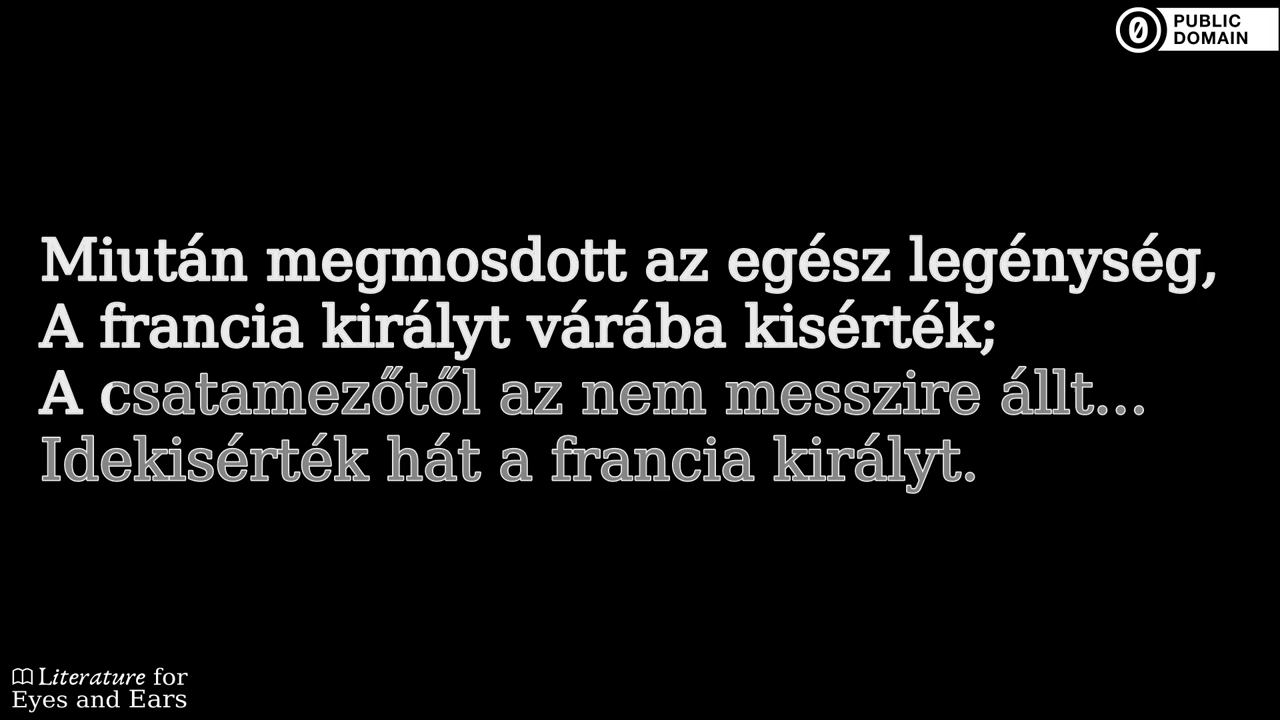 PUBLIC
DOMAIN
Miután megmosdott az egész legénység,
A francia királyt várába kisérték;
A csatamezőtől az nem messzire állt...
Idekisérték hát a francia királyt.
Literature for
Eyes and Ears